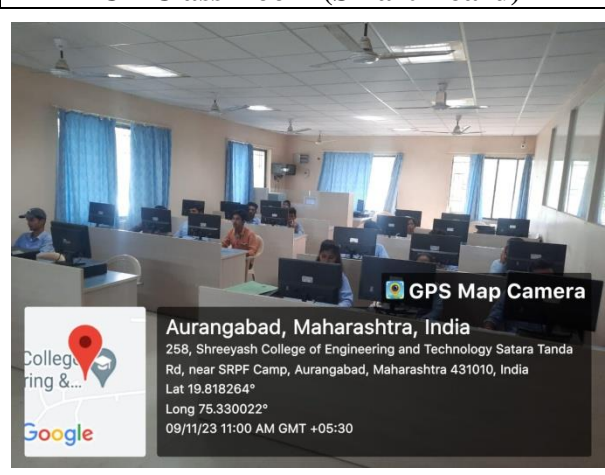 GPS Map Camera
Aurangabad, Maharashtra, India
258, Shreeyash College of Engineering and Technology Satara Tanda
Rd, near SRPF Camp, Aurangabad, Maharashtra 431010, India
Lat 19.818264°
Long 75.330022°
09/11/23 11:00 AM GMT +05:30
College
ring &...
Google